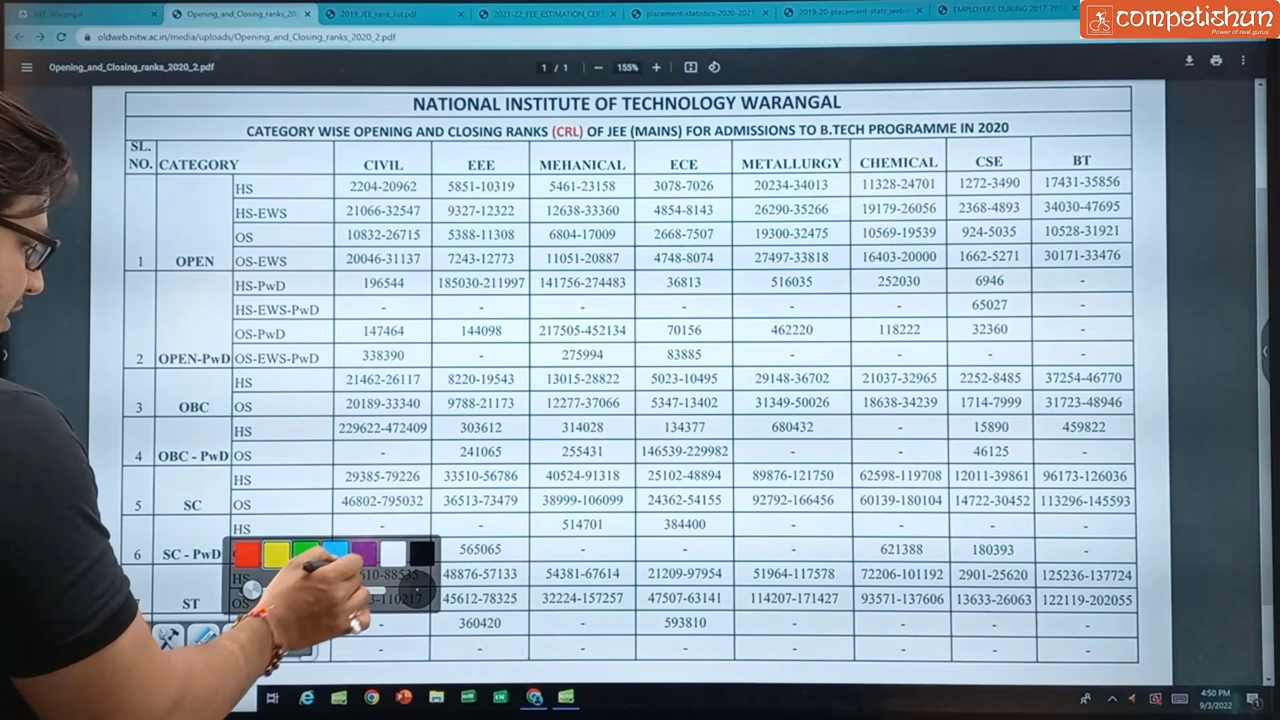 NIT, Warangal
Opening_and_Closing_ranks_20
2019_JEE_rank_list.pdf
2021-22_FEE_ESTIMATION_CERT
placement-statistics-2020-2021
2019-20-placement-stats_webs
EMPLOYERS DURING 2017-201
competishun
Power of real gurus
oldweb.nitw.ac.in/media/uploads/Opening_and_Closing_ranks_2020_2.pdf
Opening_and_Closing_ranks_2020_2.pdf 1 / 1 155%
NATIONAL INSTITUTE OF TECHNOLOGY WARANGAL
CATEGORY WISE OPENING AND CLOSING RANKS (CRL) OF JEE (MAINS) FOR ADMISSIONS TO B.TECH PROGRAMME IN 2020
SL. NO. CATEGORY CIVIL EEE MEHANICAL ECE METALLURGY CHEMICAL CSE BT
HS 2204-20962 5851-10319 5461-23158 3078-7026 20234-34013 11328-24701 1272-3490 17431-35856
HS-EWS 21066-32547 9327-12322 12638-33360 4854-8143 26290-35266 19179-26056 2368-4893 34030-47695
OS 10832-26715 5388-11308 6804-17009 2668-7507 19300-32475 10569-19539 924-5035 10528-31921
1 OPEN OS-EWS 20046-31137 7243-12773 11051-20887 4748-8074 27497-33818 16403-20000 1662-5271 30171-33476
HS-PwD 196544 185030-211997 141756-274483 36813 516035 252030 6946 -
HS-EWS-PwD - - - - - - 65027 -
OS-PwD 147464 144098 217505-452134 70156 462220 118222 32360 -
2 OPEN-PwD OS-EWS-PwD 338390 - 275994 83885 - - - -
HS 21462-26117 8220-19543 13015-28822 5023-10495 29148-36702 21037-32965 2252-8485 37254-46770
3 OBC OS 20189-33340 9788-21173 12277-37066 5347-13402 31349-50026 18638-34239 1714-7999 31723-48946
HS 229622-472409 303612 314028 134377 680432 - 15890 459822
4 OBC - PwD OS - 241065 255431 146539-229982 - - 46125 -
HS 29385-79226 33510-56786 40524-91318 25102-48894 89876-121750 62598-119708 12011-39861 96173-126036
5 SC OS 46802-795032 36513-73479 38999-106099 24362-54155 92792-166456 60139-180104 14722-30452 113296-145593
HS - - 514701 384400 - - - -
6 SC - PwD 565065 - - - 621388 180393 -
HS 10-88535 48876-57133 54381-67614 21209-97954 51964-117578 72206-101192 2901-25620 125236-137724
ST OS -110217 45612-78325 32224-157257 47507-63141 114207-171427 93571-137606 13633-26063 122119-202055
- 360420 - 593810 - - - -
- - - - - - - -
4:50 PM
9/3/2022